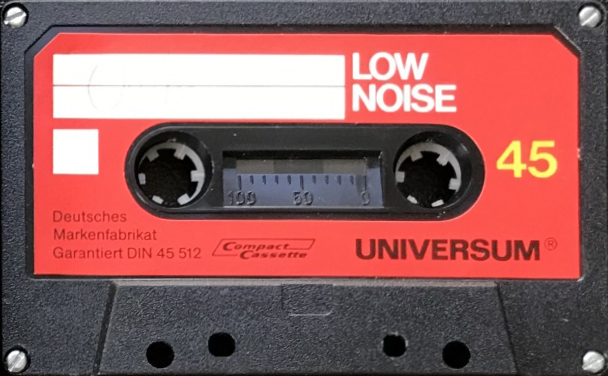 LOW
NOISE
45
100 50 0
Deutsches
Markenfabrikat
Garantiert DIN 45 512
Compact
Cassette
UNIVERSUM®